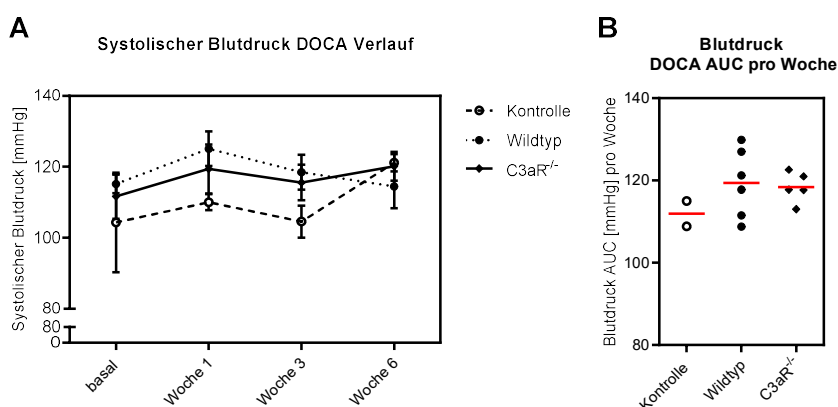 A
Systolischer Blutdruck DOCA Verlauf
Systolischer Blutdruck [mmHg]
140
120
100
80
80
0
basal
Woche 1
Woche 3
Woche 6
Kontrolle
Wildtyp
C3aR-/-
B
Blutdruck
DOCA AUC pro Woche
Blutdruck AUC [mmHg] pro Woche
140
120
100
80
Kontrolle
Wildtyp
C3aR-/-